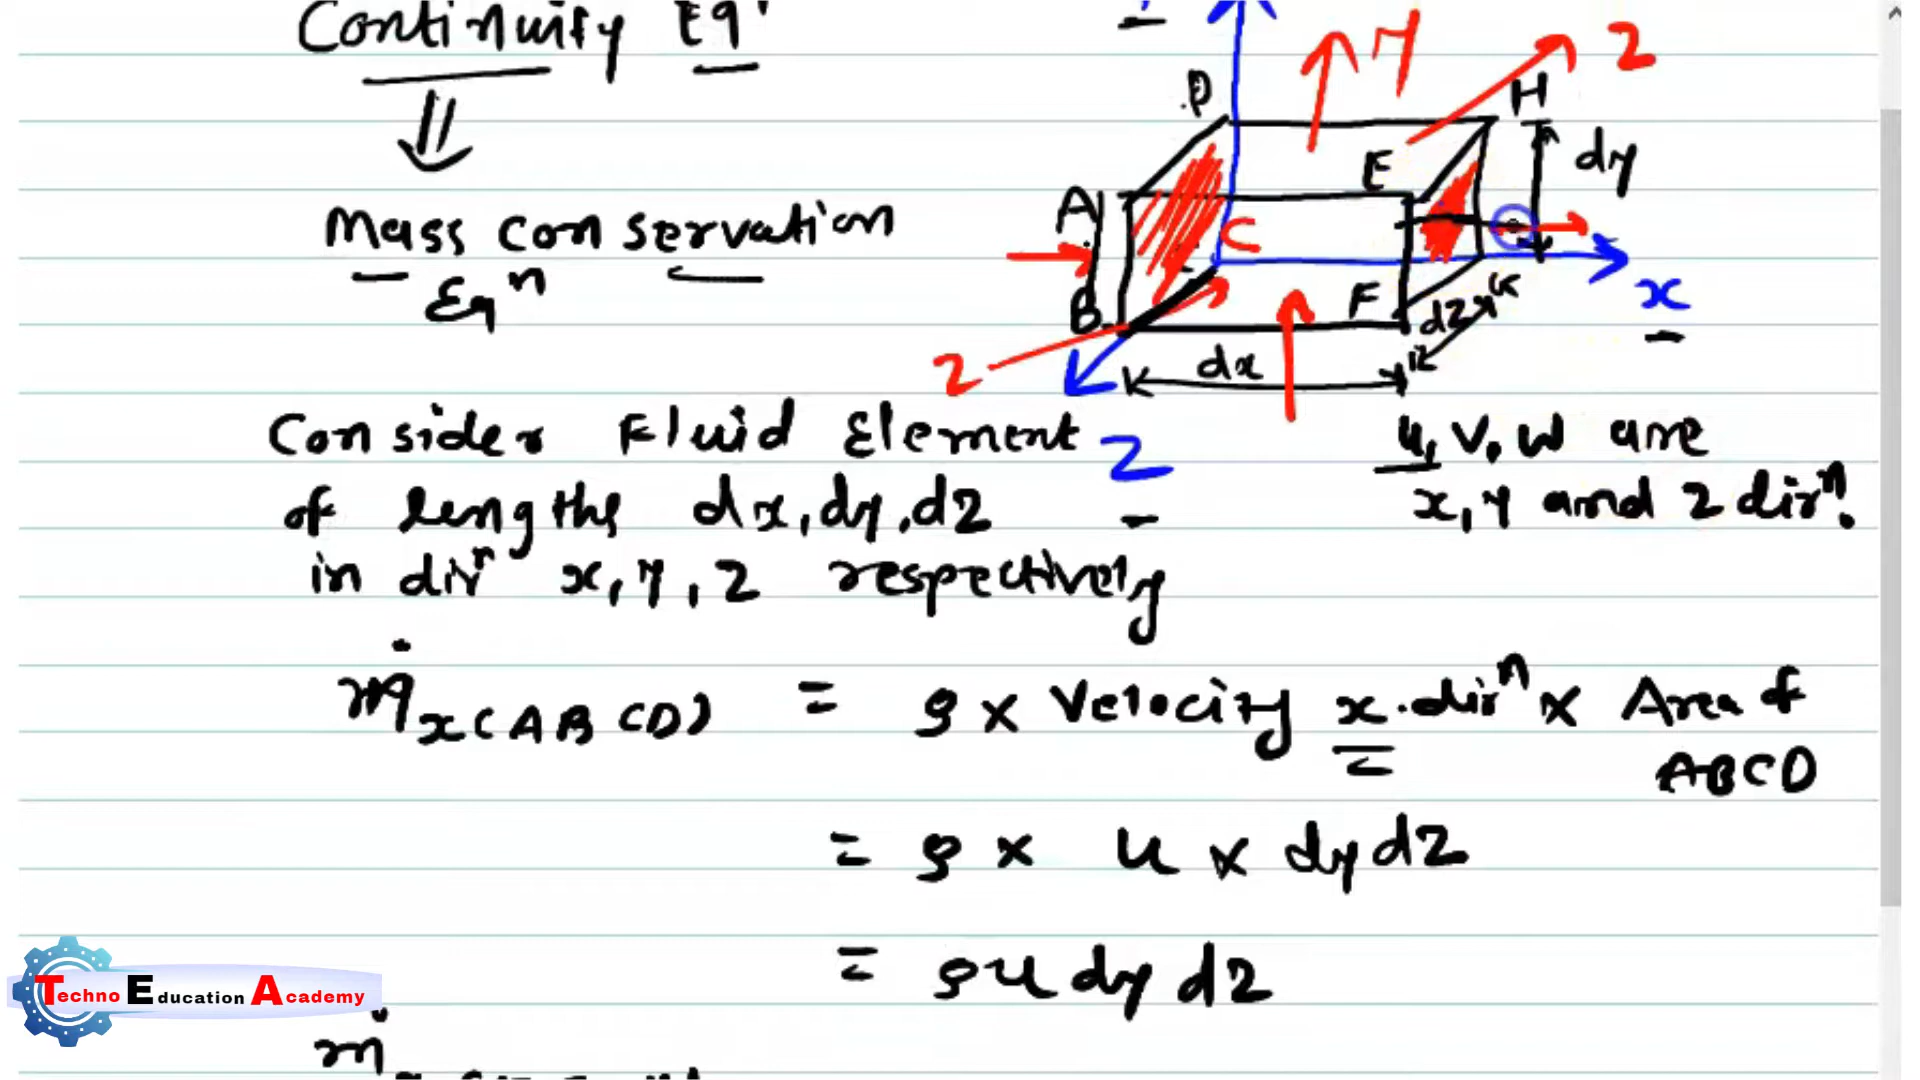 Continuity Eqⁿ
Mass conservation
Eqⁿ
Consider Fluid Element
of lengths dx, dy, dz
in dirⁿ x, y, z respectively
y
z
D
H
dy
E
A
C
B
F
dz
x
z
dx
z
u, v, w are
x, y and z dirⁿ.
ṁx(ABCD) = ρ × Velocity x.dirⁿ × Area of
ABCD
= ρ × u × dy dz
= ρu dy dz
Techno Education Academy
ṁ